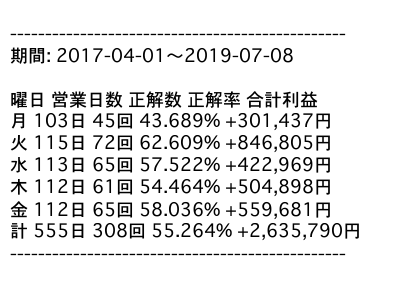 ------------------------------------------------
期間: 2017-04-01～2019-07-08
曜日 営業日数 正解数 正解率 合計利益
月 103日 45回 43.689% +301,437円
火 115日 72回 62.609% +846,805円
水 113日 65回 57.522% +422,969円
木 112日 61回 54.464% +504,898円
金 112日 65回 58.036% +559,681円
計 555日 308回 55.264% +2,635,790円
------------------------------------------------